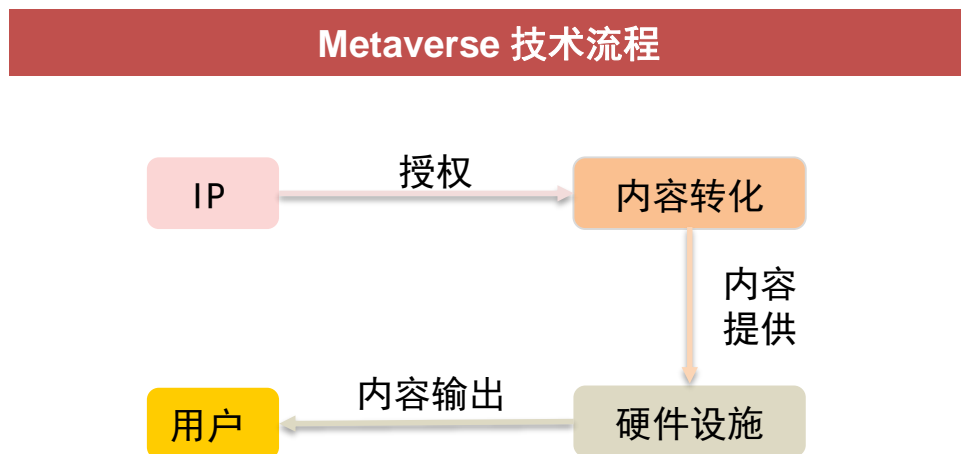 Metaverse 技术流程
IP
授权
内容转化
内容
提供
用户
内容输出
硬件设施